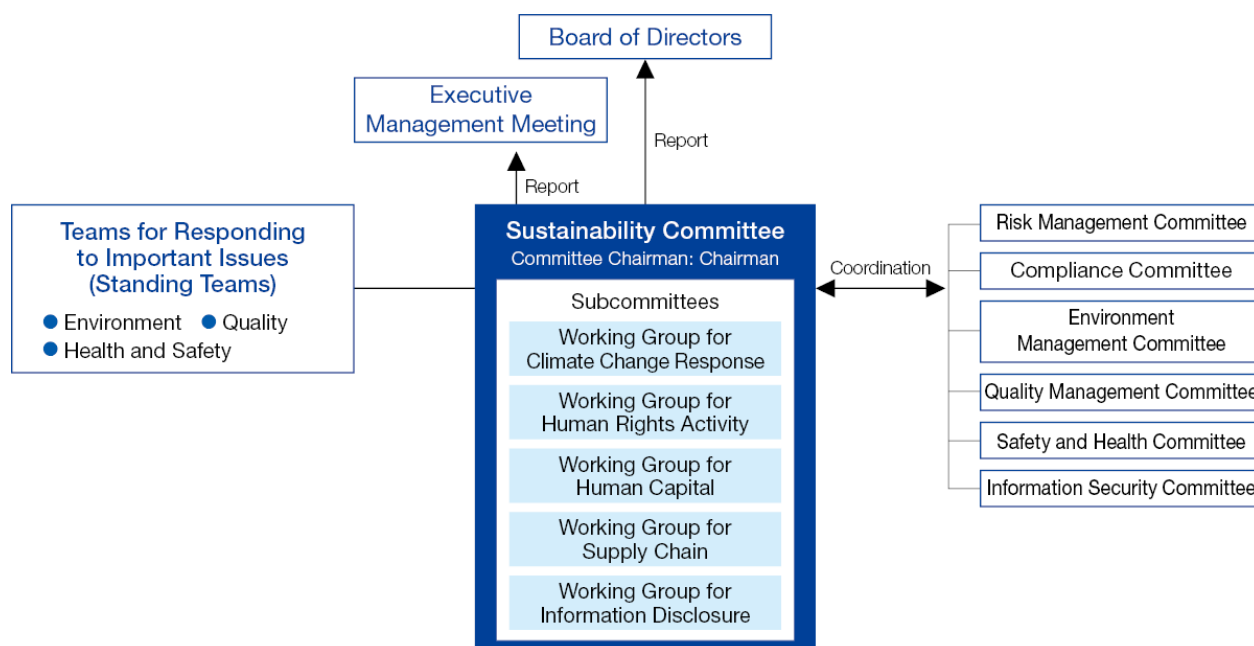 Board of Directors
Executive
Management Meeting
Report
Report
Teams for Responding
to Important Issues
(Standing Teams)
● Environment ● Quality
● Health and Safety
Sustainability Committee
Committee Chairman: Chairman
Subcommittees
Working Group for
Climate Change Response
Working Group for
Human Rights Activity
Working Group for
Human Capital
Working Group for
Supply Chain
Working Group for
Information Disclosure
Coordination
Risk Management Committee
Compliance Committee
Environment
Management Committee
Quality Management Committee
Safety and Health Committee
Information Security Committee